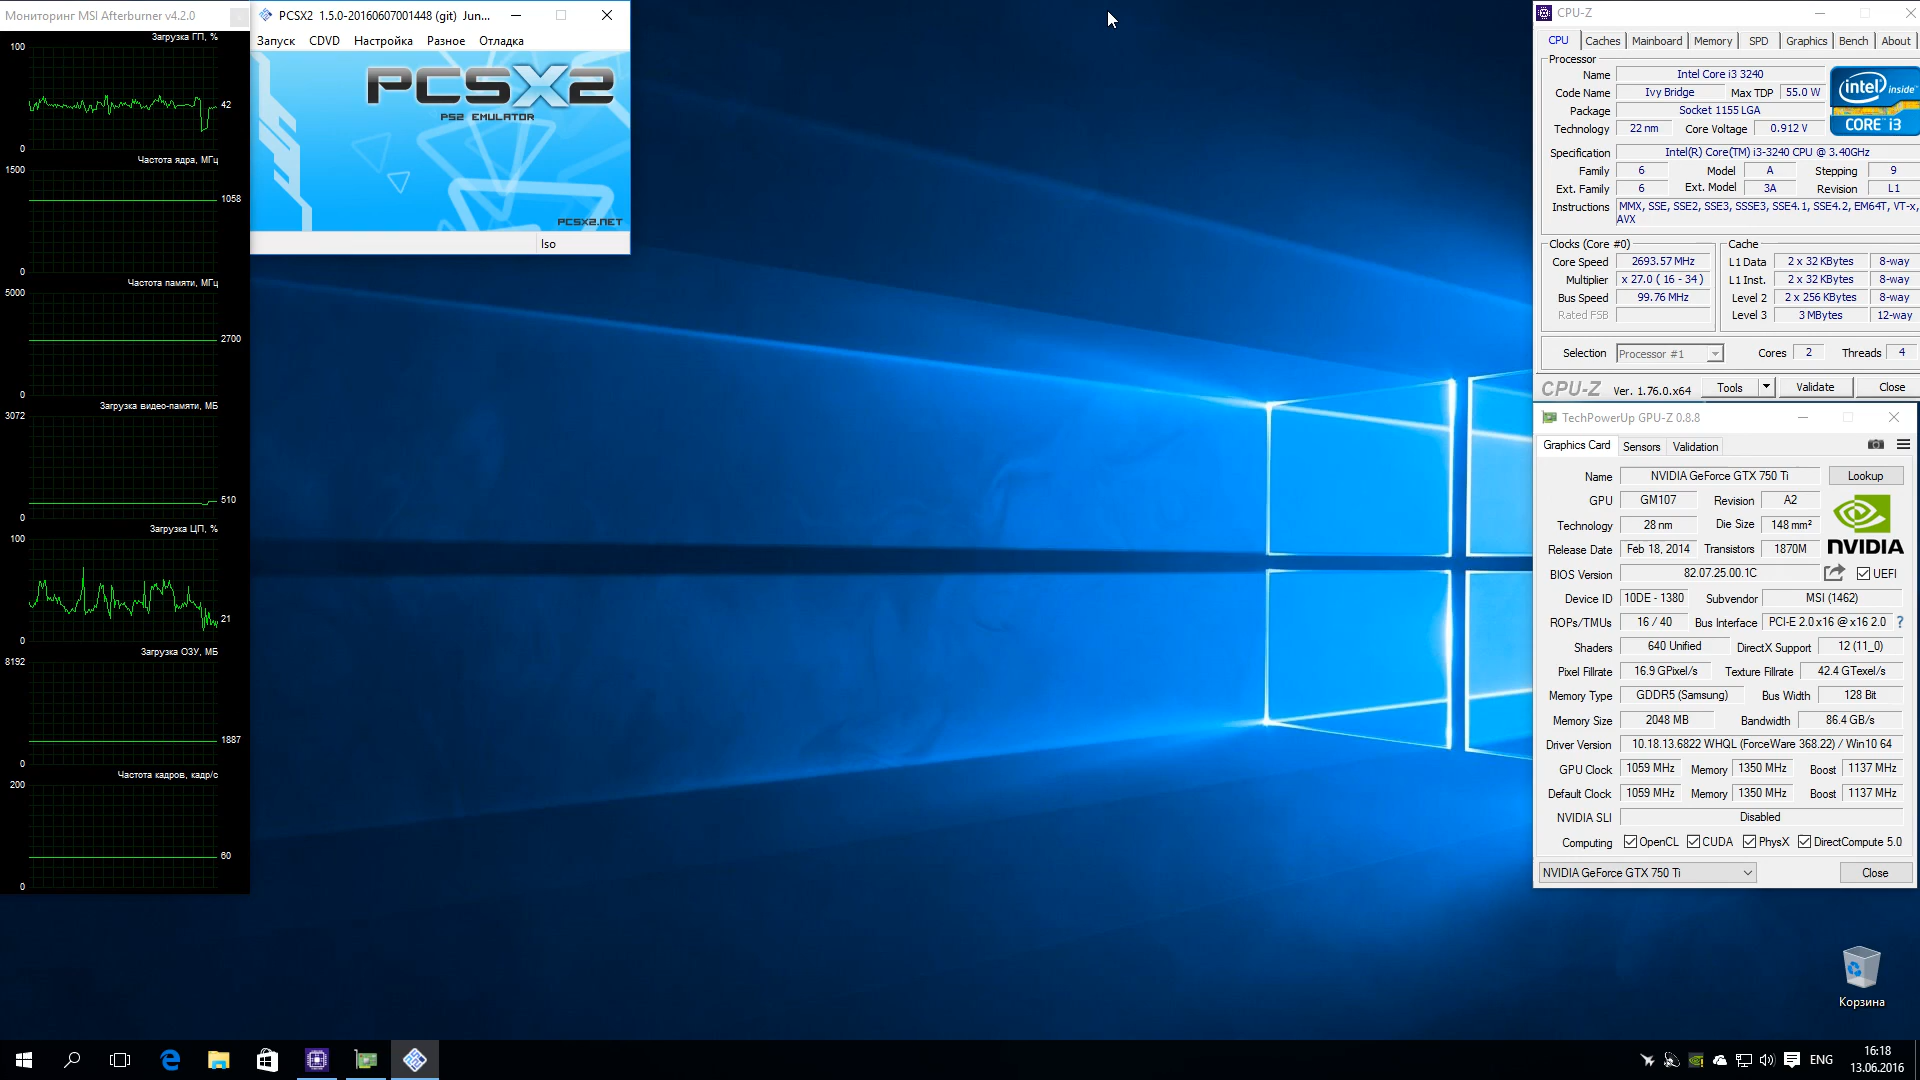 Мониторинг MSI Afterburner v4.2.0
Загрузка ГП, %
100
42
0
Частота ядра, МГц
1500
1058
0
Частота памяти, МГц
5000
2700
0
Загрузка видео-памяти, МБ
3072
510
0
Загрузка ЦП, %
100
21
0
Загрузка ОЗУ, МБ
8192
1887
0
Частота кадров, кадр/с
200
60
0
PCSX2 1.5.0-20160607001448 (git) Jun...
Запуск CDVD Настройка Разное Отладка
PCSX2
PS2 EMULATOR
PCSX2.NET
Iso
CPU-Z
CPU Caches Mainboard Memory SPD Graphics Bench About
Processor
Name Intel Core i3 3240
Code Name Ivy Bridge Max TDP 55.0 W
Package Socket 1155 LGA
Technology 22 nm Core Voltage 0.912 V
intel inside™
CORE™ i3
Specification Intel(R) Core(TM) i3-3240 CPU @ 3.40GHz
Family 6 Model A Stepping 9
Ext. Family 6 Ext. Model 3A Revision L1
Instructions MMX, SSE, SSE2, SSE3, SSSE3, SSE4.1, SSE4.2, EM64T, VT-x,
AVX
Clocks (Core #0)
Core Speed 2693.57 MHz
Multiplier x 27.0 ( 16 - 34 )
Bus Speed 99.76 MHz
Rated FSB
Cache
L1 Data 2 x 32 KBytes 8-way
L1 Inst. 2 x 32 KBytes 8-way
Level 2 2 x 256 KBytes 8-way
Level 3 3 MBytes 12-way
Selection Processor #1 Cores 2 Threads 4
CPU-Z Ver. 1.76.0.x64 Tools Validate Close
TechPowerUp GPU-Z 0.8.8
Graphics Card Sensors Validation
Name NVIDIA GeForce GTX 750 Ti Lookup
GPU GM107 Revision A2
Technology 28 nm Die Size 148 mm²
Release Date Feb 18, 2014 Transistors 1870M
NVIDIA
BIOS Version 82.07.25.00.1C UEFI
Device ID 10DE - 1380 Subvendor MSI (1462)
ROPs/TMUs 16 / 40 Bus Interface PCI-E 2.0 x16 @ x16 2.0 ?
Shaders 640 Unified DirectX Support 12 (11_0)
Pixel Fillrate 16.9 GPixel/s Texture Fillrate 42.4 GTexel/s
Memory Type GDDR5 (Samsung) Bus Width 128 Bit
Memory Size 2048 MB Bandwidth 86.4 GB/s
Driver Version 10.18.13.6822 WHQL (ForceWare 368.22) / Win10 64
GPU Clock 1059 MHz Memory 1350 MHz Boost 1137 MHz
Default Clock 1059 MHz Memory 1350 MHz Boost 1137 MHz
NVIDIA SLI Disabled
Computing OpenCL CUDA PhysX DirectCompute 5.0
NVIDIA GeForce GTX 750 Ti Close
Корзина
ENG
16:18
13.06.2016